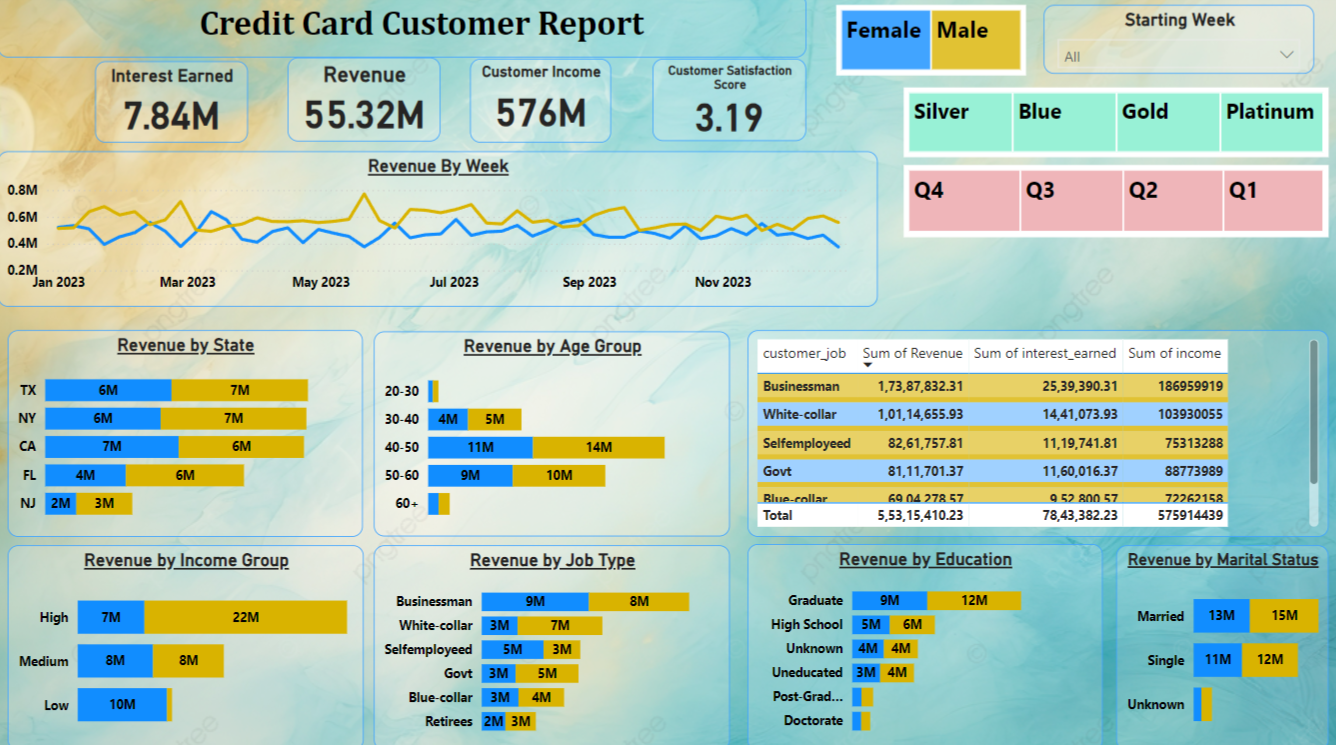 Credit Card Customer Report
Female Male
Starting Week
All
Interest Earned
7.84M
Revenue
55.32M
Customer Income
576M
Customer Satisfaction
Score
3.19
Silver Blue Gold Platinum
Q4 Q3 Q2 Q1
Revenue By Week
0.8M
0.6M
0.4M
0.2M
Jan 2023 Mar 2023 May 2023 Jul 2023 Sep 2023 Nov 2023
Revenue by State
TX 6M 7M
NY 6M 7M
CA 7M 6M
FL 4M 6M
NJ 2M 3M
Revenue by Age Group
20-30
30-40 4M 5M
40-50 11M 14M
50-60 9M 10M
60+
customer_job Sum of Revenue Sum of interest_earned Sum of income
Businessman 1,73,87,832.31 25,39,390.31 186959919
White-collar 1,01,14,655.93 14,41,073.93 103930055
Selfemployeed 82,61,757.81 11,19,741.81 75313288
Govt 81,11,701.37 11,60,016.37 88773989
Blue-collar 69,04,278.57 9,52,800.57 72262158
Total 5,53,15,410.23 78,43,382.23 575914439
Revenue by Income Group
High 7M 22M
Medium 8M 8M
Low 10M
Revenue by Job Type
Businessman 9M 8M
White-collar 3M 7M
Selfemployeed 5M 3M
Govt 3M 5M
Blue-collar 3M 4M
Retirees 2M 3M
Revenue by Education
Graduate 9M 12M
High School 5M 6M
Unknown 4M 4M
Uneducated 3M 4M
Post-Grad...
Doctorate
Revenue by Marital Status
Married 13M 15M
Single 11M 12M
Unknown
pngtree